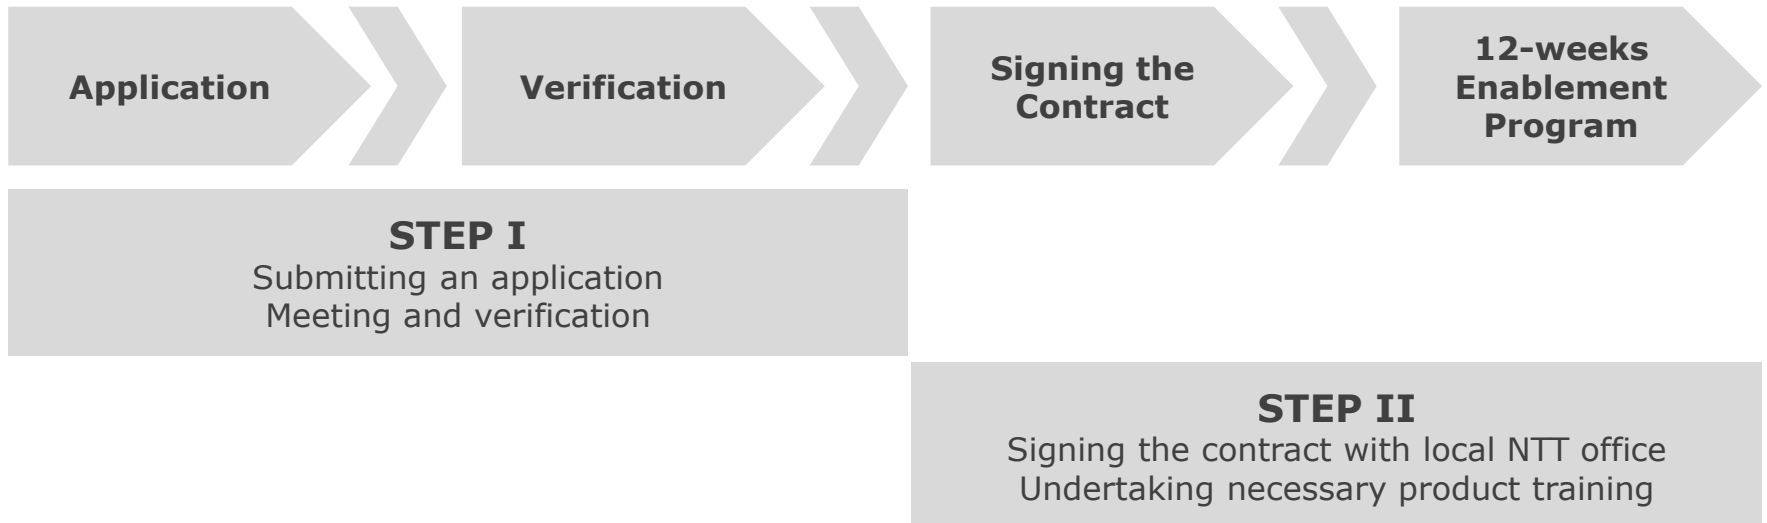 Application
Verification
Signing the
Contract
12-weeks
Enablement
Program
STEP I
Submitting an application
Meeting and verification
STEP II
Signing the contract with local NTT office
Undertaking necessary product training